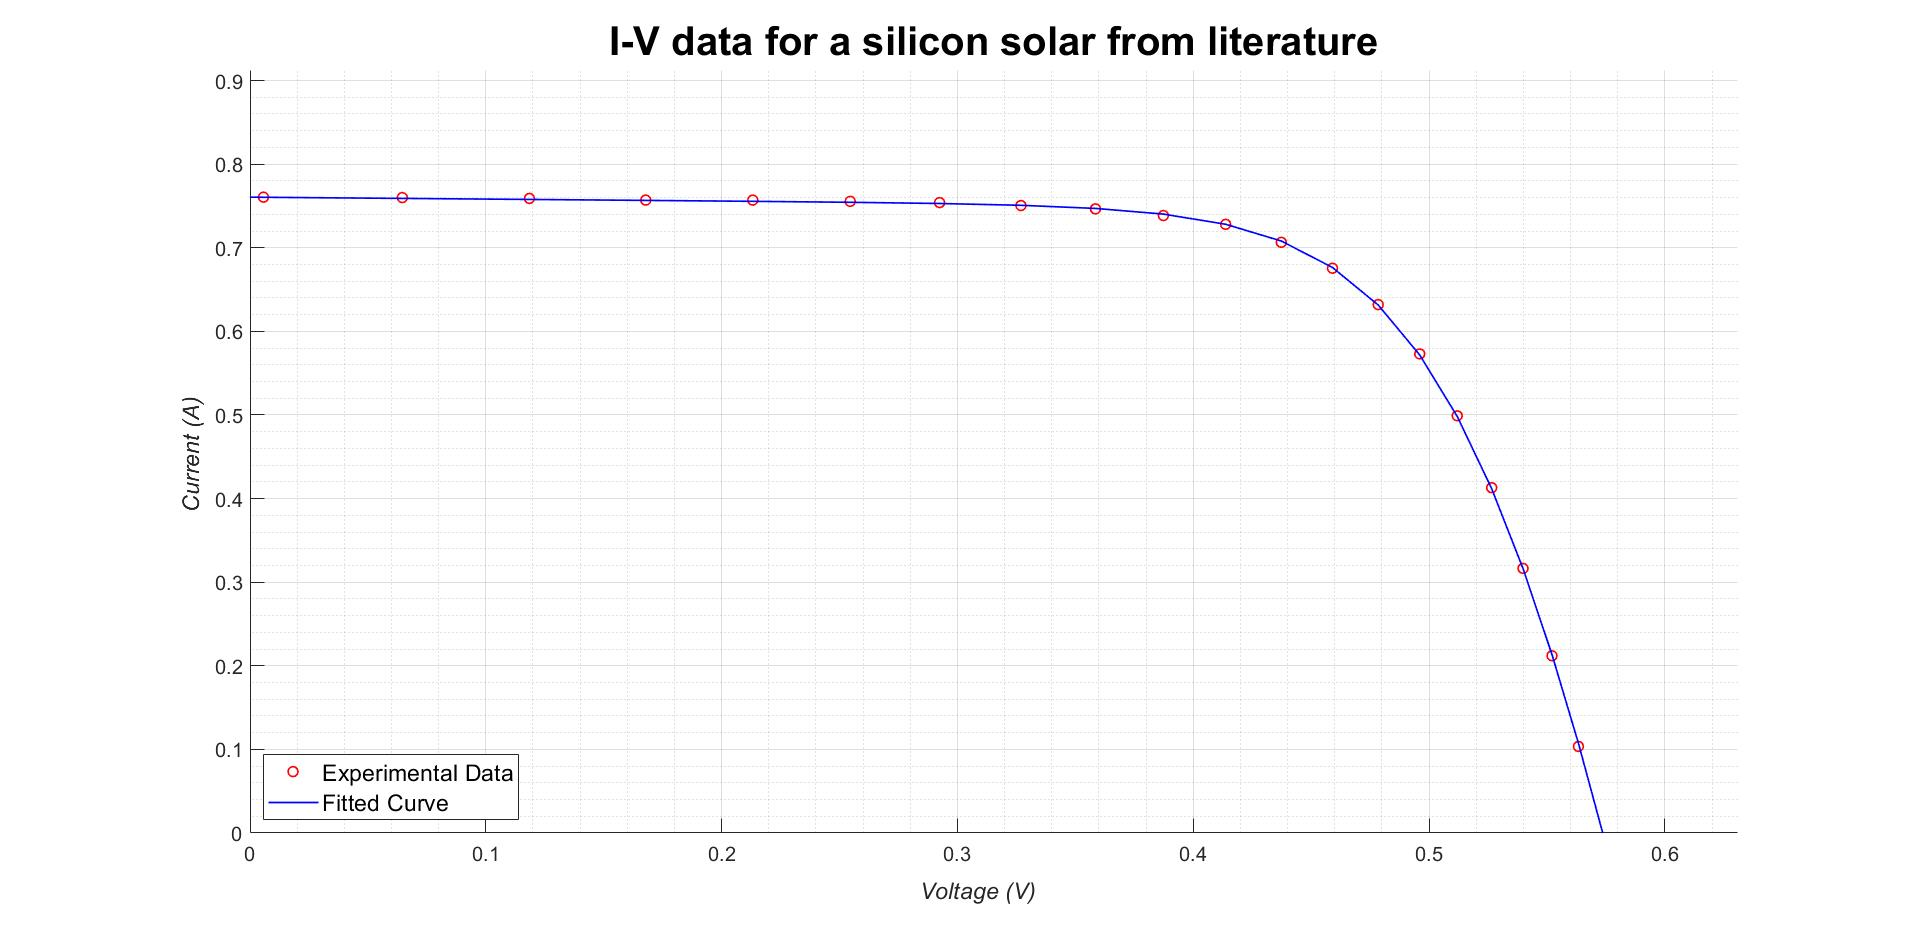 I-V data for a silicon solar from literature
0.9
0.8
0.7
0.6
0.5
0.4
0.3
0.2
0.1
0
Current (A)
Experimental Data
Fitted Curve
0 0.1 0.2 0.3 0.4 0.5 0.6
Voltage (V)